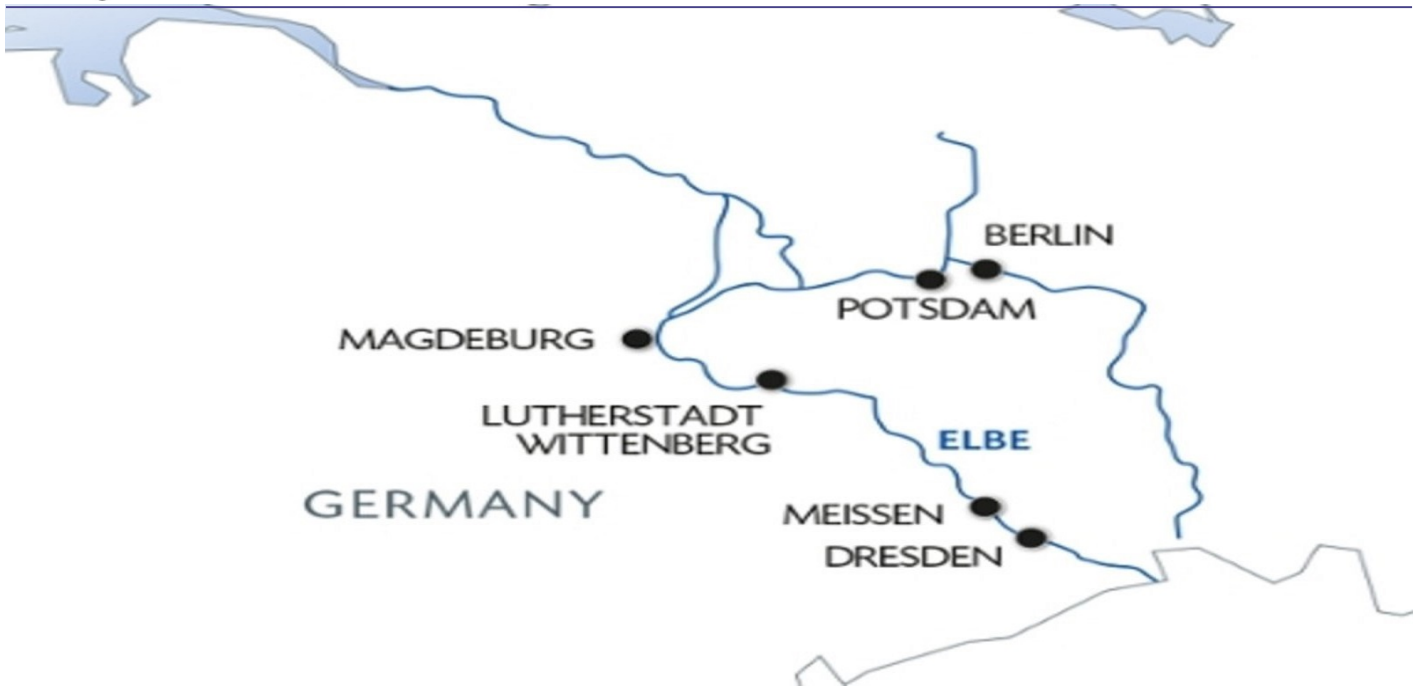 BERLIN
POTSDAM
MAGDEBURG
LUTHERSTADT
WITTENBERG
ELBE
GERMANY
MEISSEN
DRESDEN